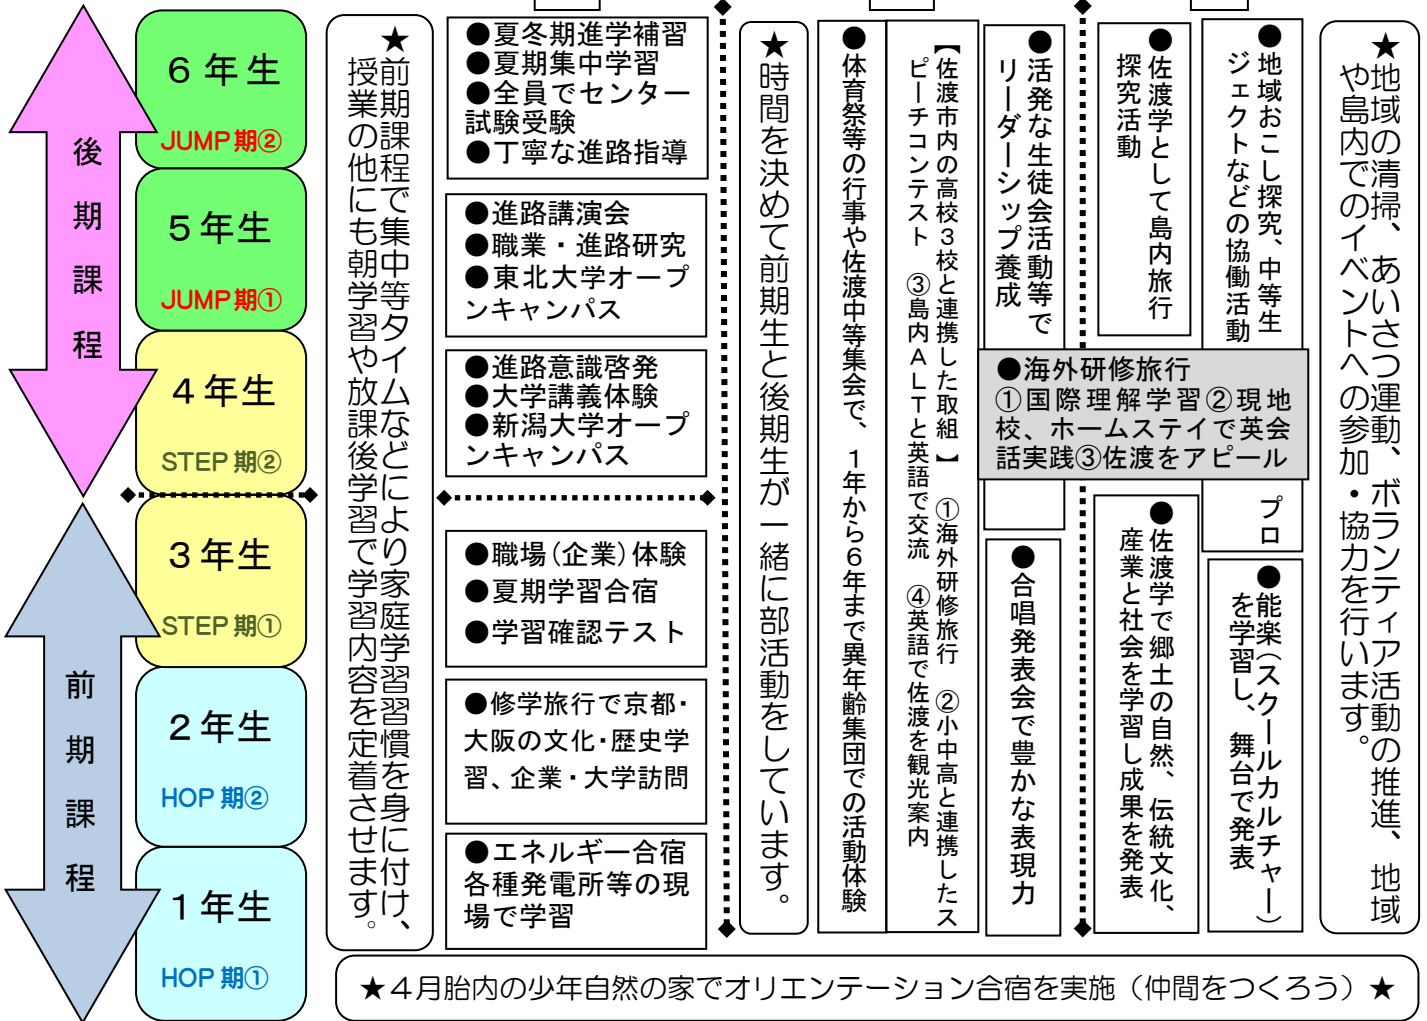 後期課程
前期課程
6年生
JUMP期②
5年生
JUMP期①
4年生
STEP期②
3年生
STEP期①
2年生
HOP期②
1年生
HOP期①
★前期課程で集中等タイムなどにより家庭学習習慣を身に付け、
授業の他にも朝学習や放課後学習で学習内容を定着させます。
●夏冬期進学補習
●夏期集中学習
●全員でセンター
試験受験
●丁寧な進路指導
●進路講演会
●職業・進路研究
●東北大学オープ
ンキャンパス
●進路意識啓発
●大学講義体験
●新潟大学オープ
ンキャンパス
●職場(企業)体験
●夏期学習合宿
●学習確認テスト
●修学旅行で京都・
大阪の文化・歴史学
習、企業・大学訪問
●エネルギー合宿
各種発電所等の現
場で学習
★時間を決めて前期生と後期生が一緒に部活動をしています。
●体育祭等の行事や佐渡中等集会で、1年から6年まで異年齢集団での活動体験
【佐渡市内の高校3校と連携した取組】 ①海外研修旅行 ②小中高と連携したス
ピーチコンテスト ③島内ALTと英語で交流 ④英語で佐渡を観光案内
●活発な生徒会活動等で
リーダーシップ養成
●合唱発表会で豊かな表現力
●海外研修旅行
①国際理解学習②現地
校、ホームステイで英会
話実践③佐渡をアピール
●佐渡学として島内旅行
探究活動
●佐渡学で郷土の自然、伝統文化、
産業と社会を学習し成果を発表
●地域おこし探究、中等生プロ
ジェクトなどの協働活動
●能楽(スクールカルチャー)
を学習し、舞台で発表
★地域の清掃、あいさつ運動、ボランティア活動の推進、地域
や島内でのイベントへの参加・協力を行います。
★4月胎内の少年自然の家でオリエンテーション合宿を実施(仲間をつくろう)★